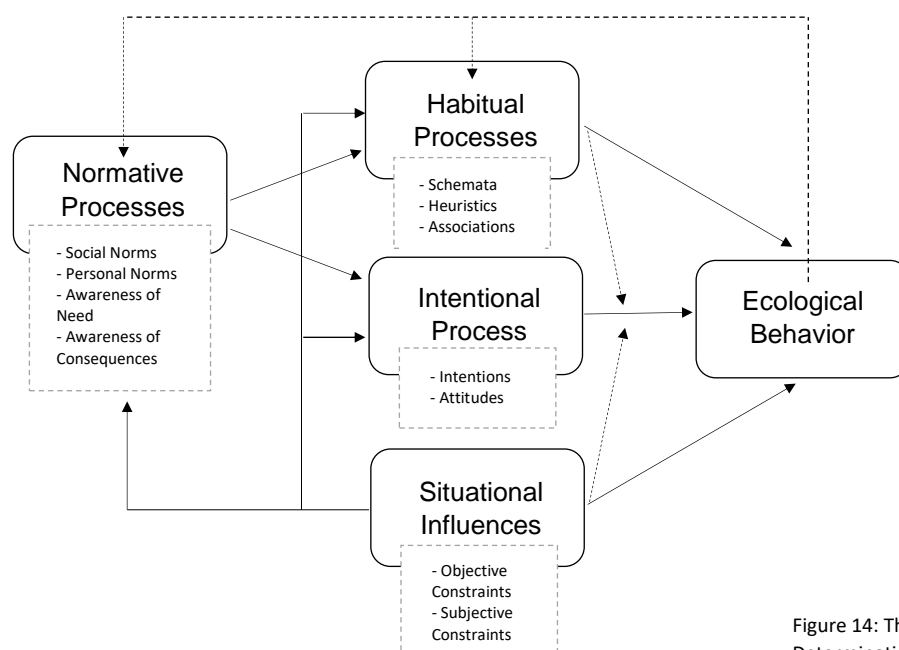 Normative
Processes
- Social Norms
- Personal Norms
- Awareness of
Need
- Awareness of
Consequences
Habitual
Processes
- Schemata
- Heuristics
- Associations
Intentional
Process
- Intentions
- Attitudes
Situational
Influences
- Objective
Constraints
- Subjective
Constraints
Ecological
Behavior
Figure 14: